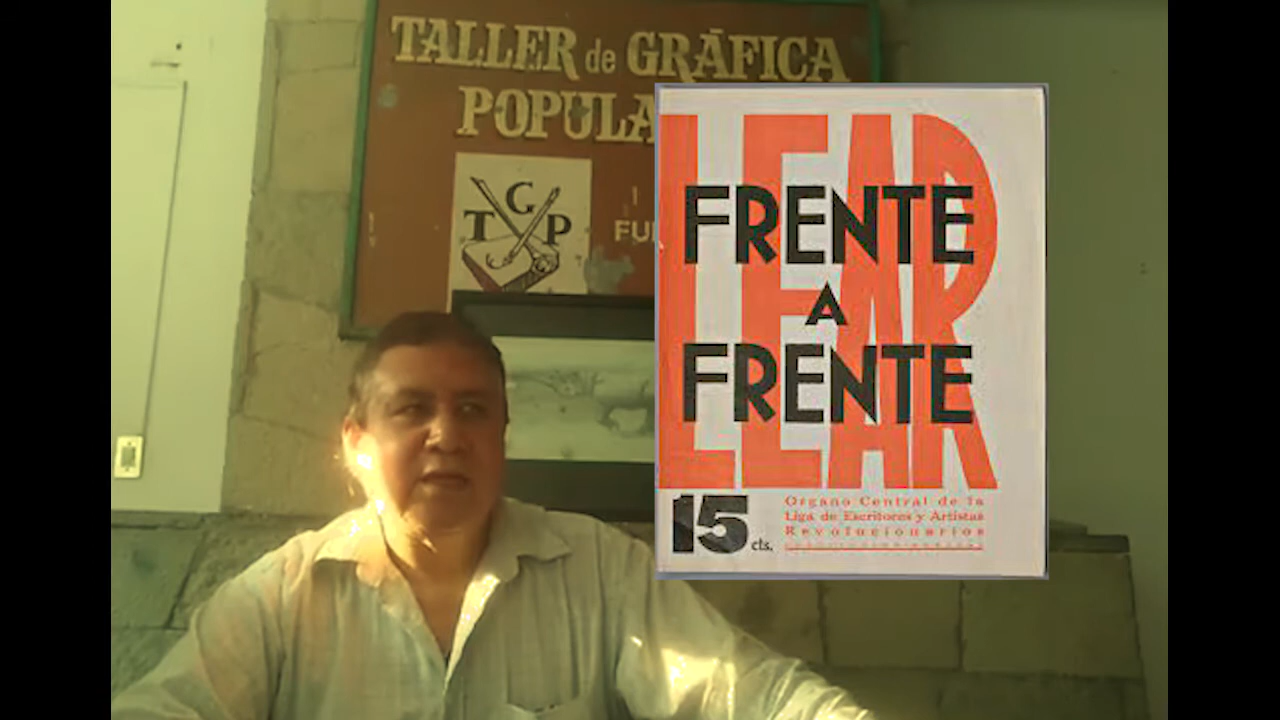 TALLER de GRÁFICA
POPULA
T G P
FU
LEAR
FRENTE
A
FRENTE
LEAR
15 cts.
Organo Central de la
Liga de Escritores y Artistas
Revolucionarios